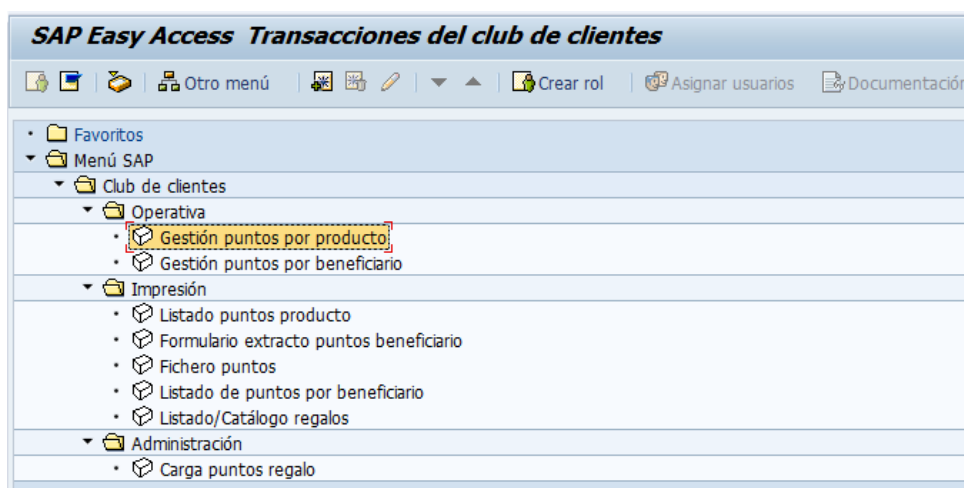 SAP Easy Access Transacciones del club de clientes
Otro menú Crear rol Asignar usuarios Documentación
Favoritos
Menú SAP
Club de clientes
Operativa
Gestión puntos por producto
Gestión puntos por beneficiario
Impresión
Listado puntos producto
Formulario extracto puntos beneficiario
Fichero puntos
Listado de puntos por beneficiario
Listado/Catálogo regalos
Administración
Carga puntos regalo